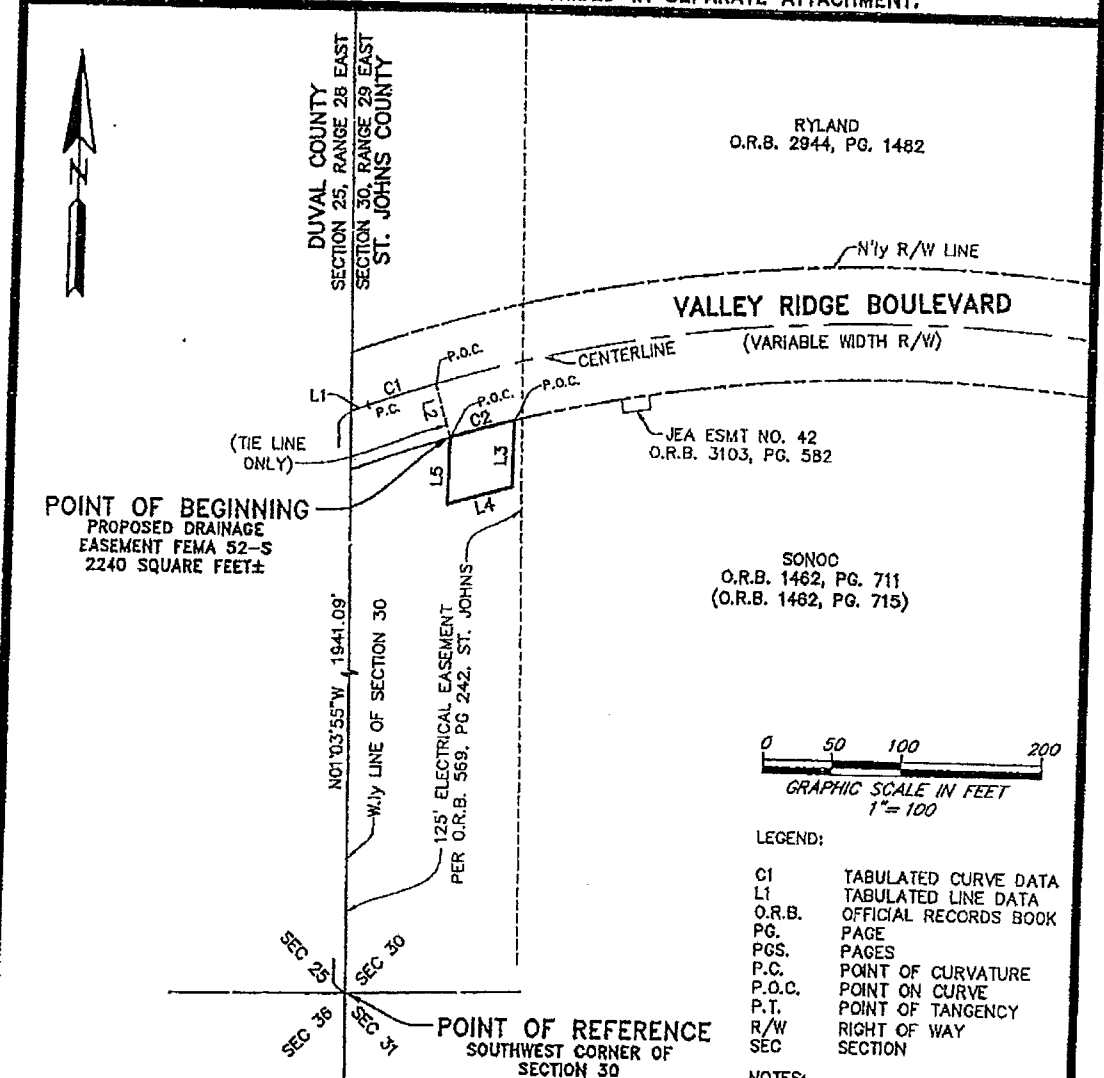 IN SEPARATE ATTACHMENT.
N
DUVAL COUNTY
SECTION 25, RANGE 28 EAST
SECTION 30, RANGE 29 EAST
ST. JOHNS COUNTY
RYLAND
O.R.B. 2944, PG. 1482
N'ly R/W LINE
VALLEY RIDGE BOULEVARD
(VARIABLE WIDTH R/W)
CENTERLINE
P.O.C.
L1
C1
P.C.
L2
P.O.C.
C2
P.O.C.
(TIE LINE
ONLY)
L5
L3
L4
JEA ESMT NO. 42
O.R.B. 3103, PG. 582
POINT OF BEGINNING
PROPOSED DRAINAGE
EASEMENT FEMA 52-S
2240 SQUARE FEET±
SONOC
O.R.B. 1462, PG. 711
(O.R.B. 1462, PG. 715)
N01°03'55"W 1941.09'
W.ly LINE OF SECTION 30
125' ELECTRICAL EASEMENT
PER O.R.B. 569, PG 242, ST. JOHNS
0 50 100 200
GRAPHIC SCALE IN FEET
1"= 100
LEGEND:
C1 TABULATED CURVE DATA
L1 TABULATED LINE DATA
O.R.B. OFFICIAL RECORDS BOOK
PG. PAGE
PGS. PAGES
P.C. POINT OF CURVATURE
P.O.C. POINT ON CURVE
P.T. POINT OF TANGENCY
R/W RIGHT OF WAY
SEC SECTION
NOTES:
SEC 25
SEC 30
SEC 36
SEC 31
POINT OF REFERENCE
SOUTHWEST CORNER OF
SECTION 30